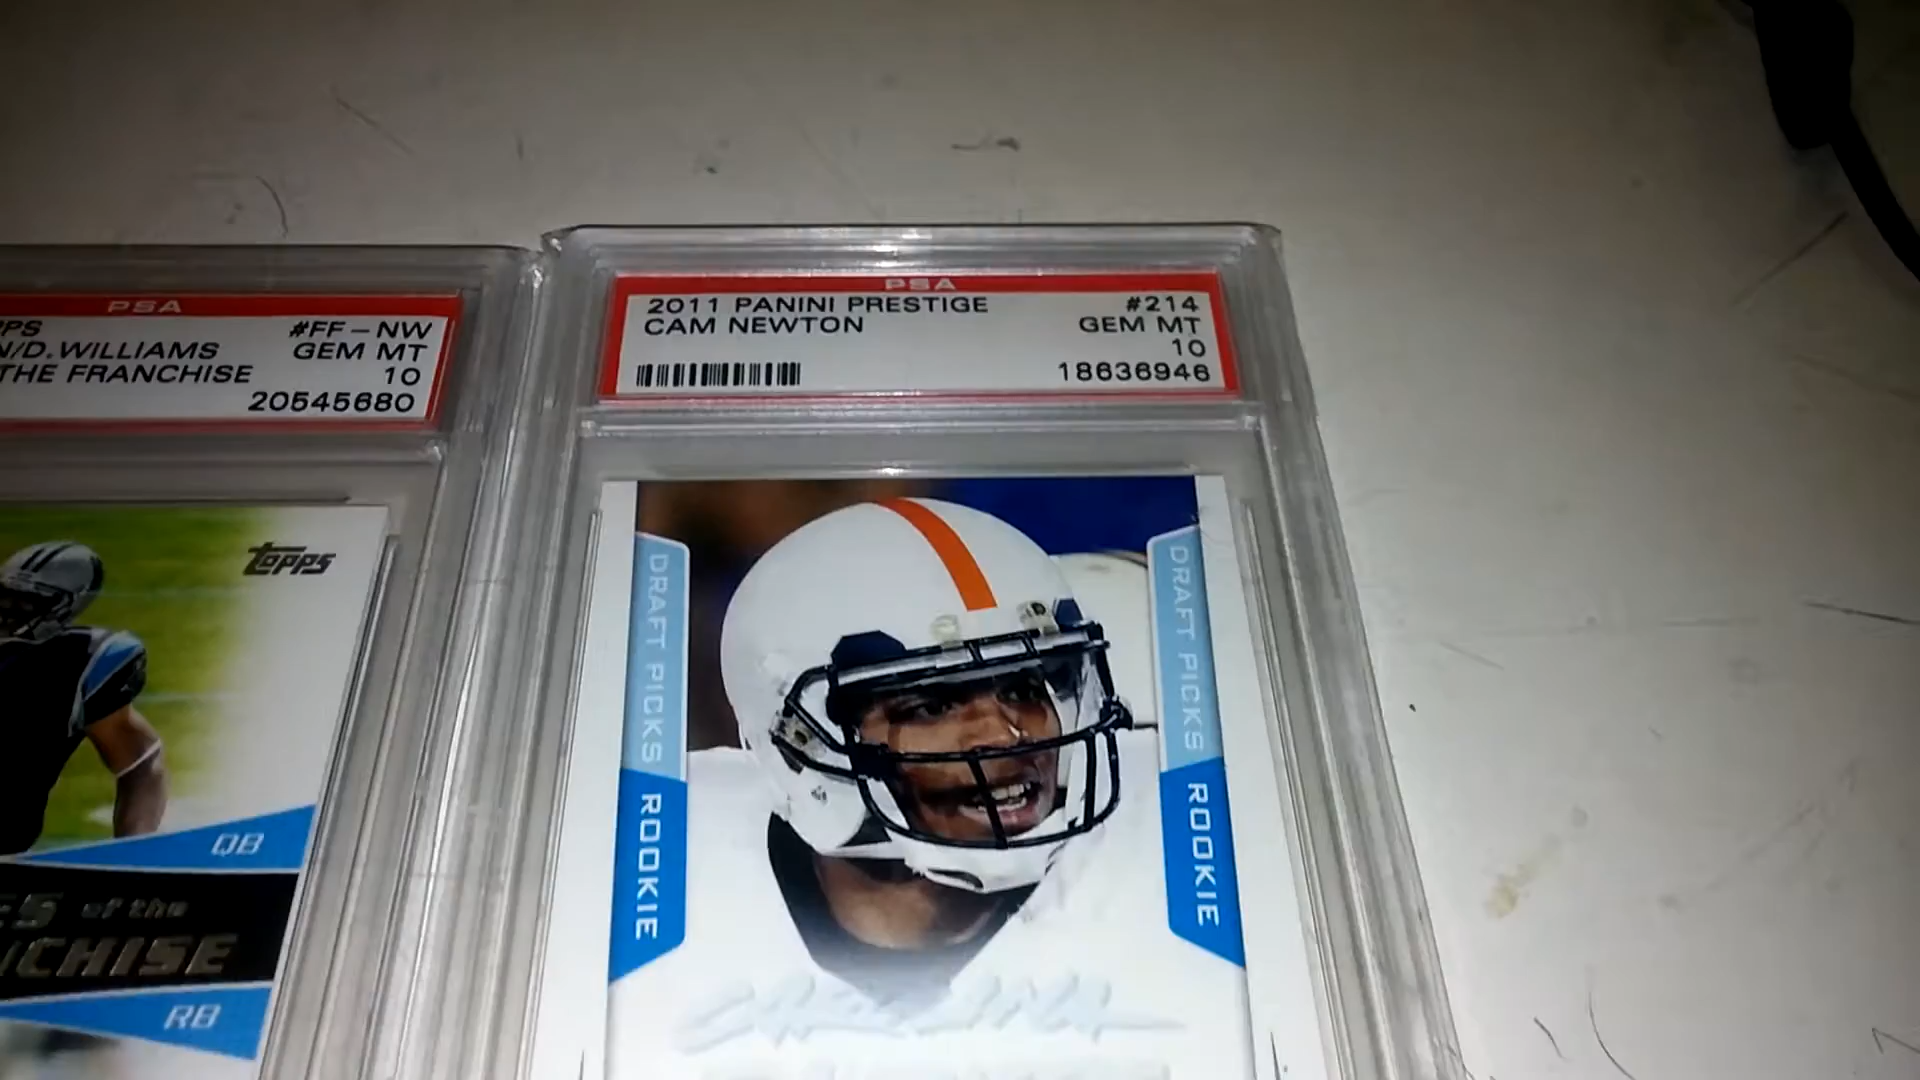 PSA
PPS #FF-NW
N/D.WILLIAMS GEM MT
THE FRANCHISE 10
20545680
topps
QB
ES of the
NCHISE
RB
PSA
2011 PANINI PRESTIGE #214
CAM NEWTON GEM MT
10
18636946
DRAFT PICKS ROOKIE
DRAFT PICKS ROOKIE